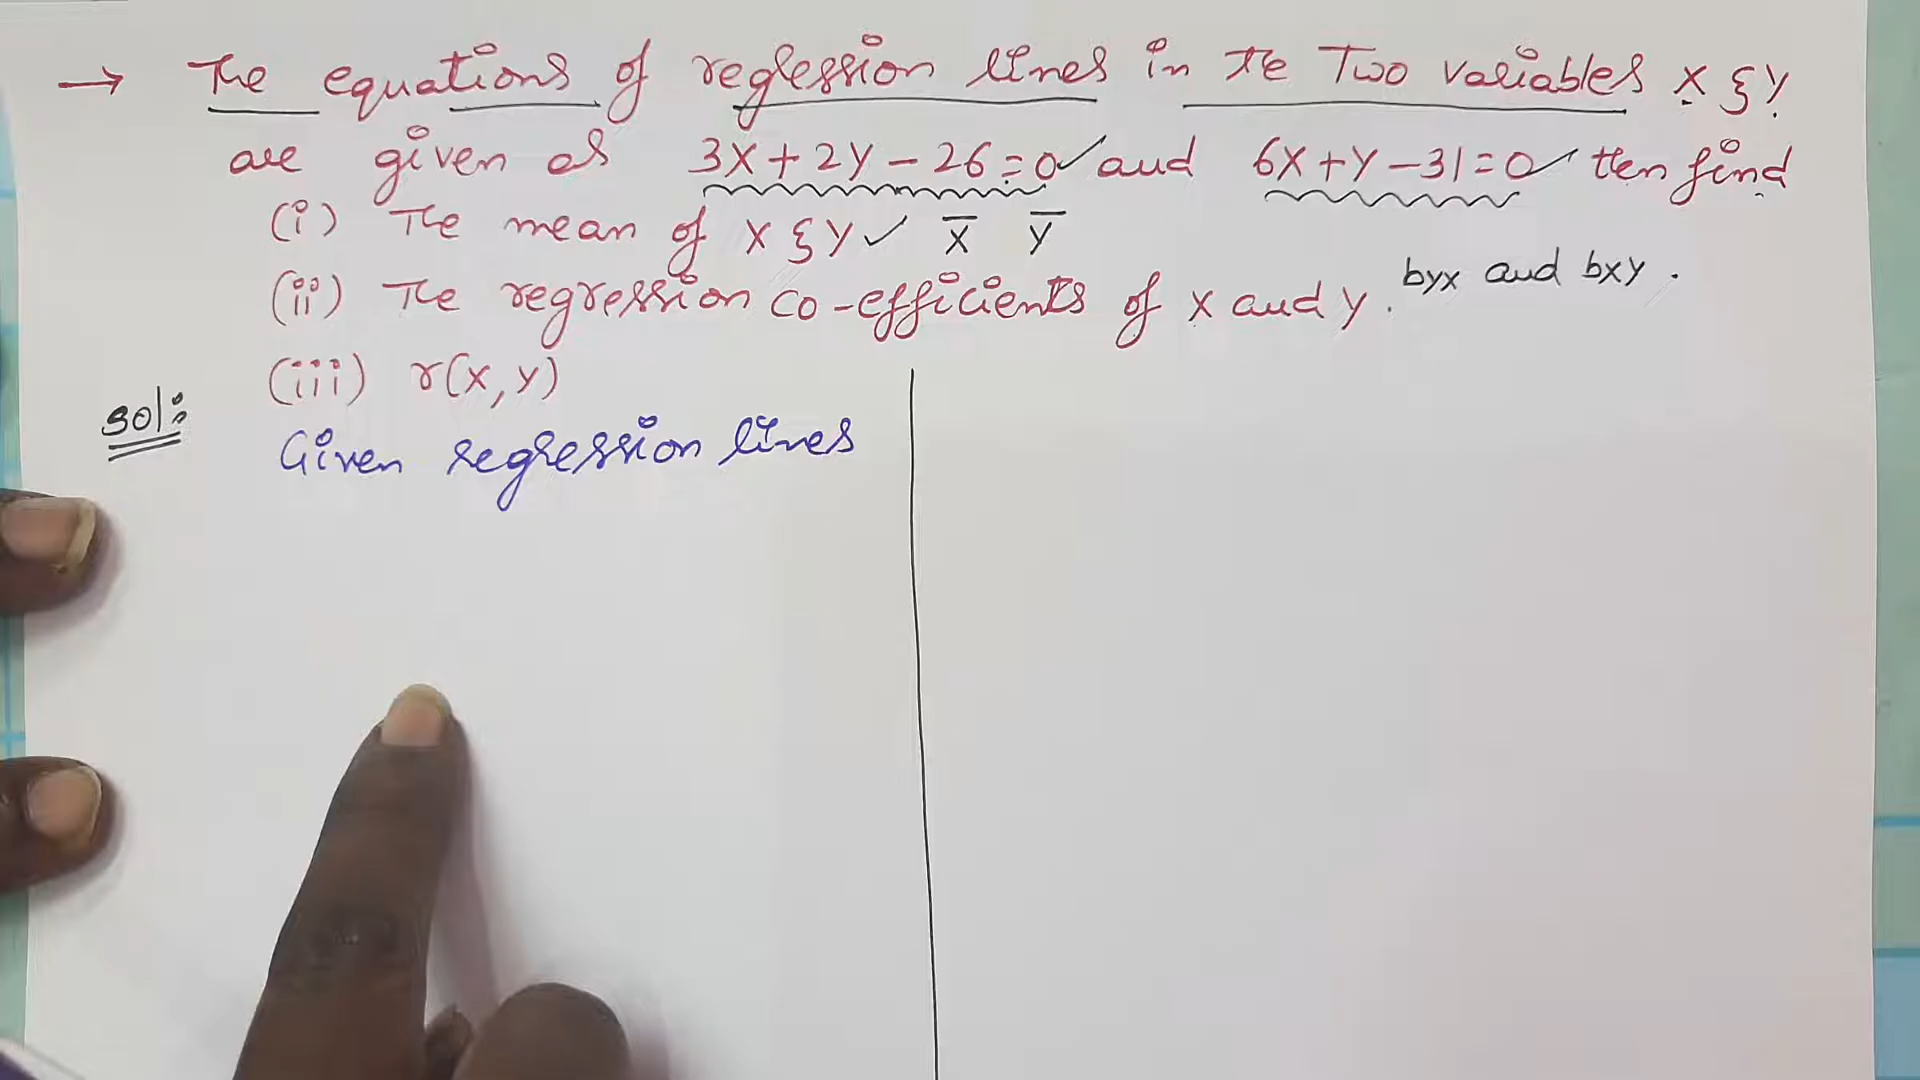 → The equations of regression lines in the Two variables X & Y
are given as 3X+2Y-26=0✓ and 6X+Y-31=0✓ then find
(i) The mean of X & Y ✓ x̅ y̅
(ii) The regression co-efficients of X and Y. byx and bxy.
(iii) r(X,Y)
Sol:
Given regression lines